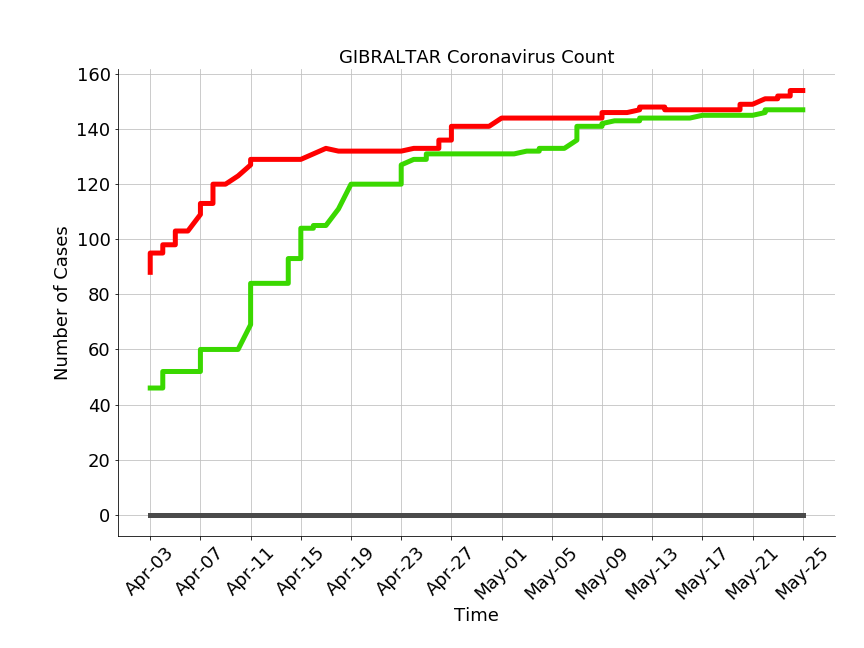 GIBRALTAR Coronavirus Count
160
140
120
100
80
60
40
20
0
Number of Cases
Apr-03
Apr-07
Apr-11
Apr-15
Apr-19
Apr-23
Apr-27
May-01
May-05
May-09
May-13
May-17
May-21
May-25
Time